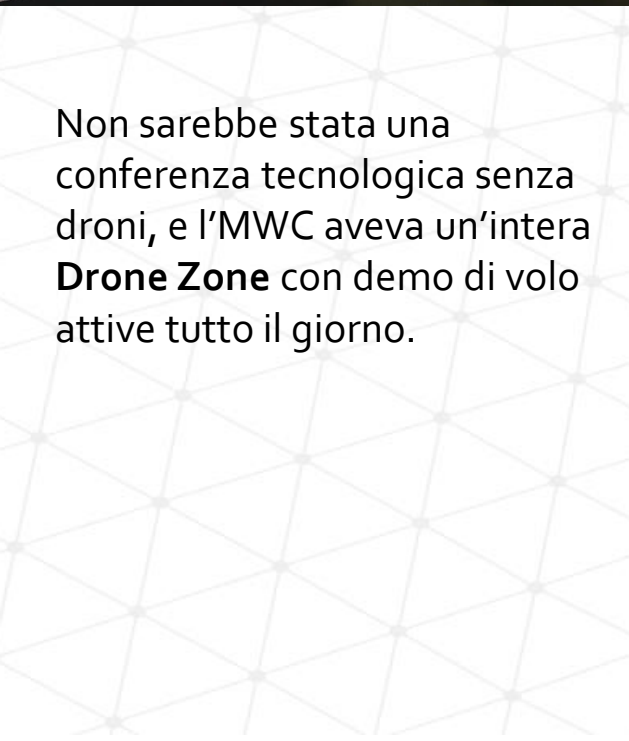 Non sarebbe stata una
conferenza tecnologica senza
droni, e l’MWC aveva un’intera
Drone Zone con demo di volo
attive tutto il giorno.